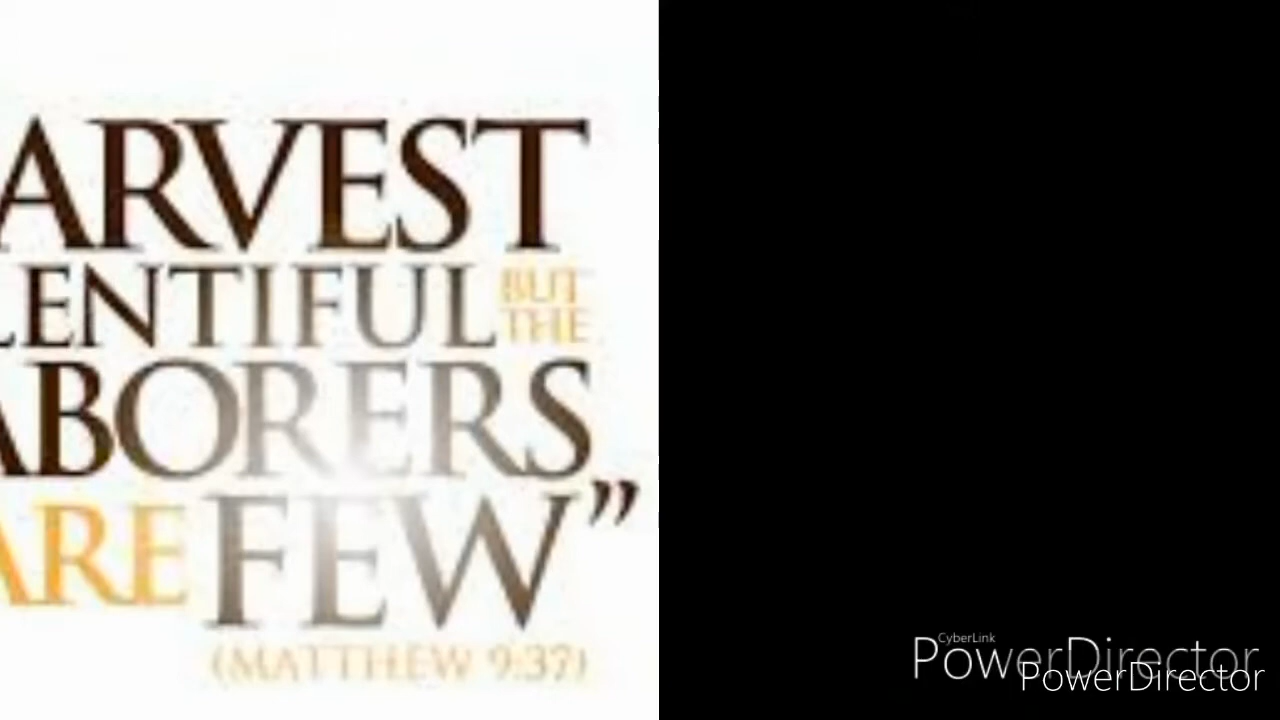 ARVEST
LENTIFUL BUT THE
ABORERS
ARE FEW”
(MATTHEW 9:37)
CyberLink
PowerDirector
PowerDirector